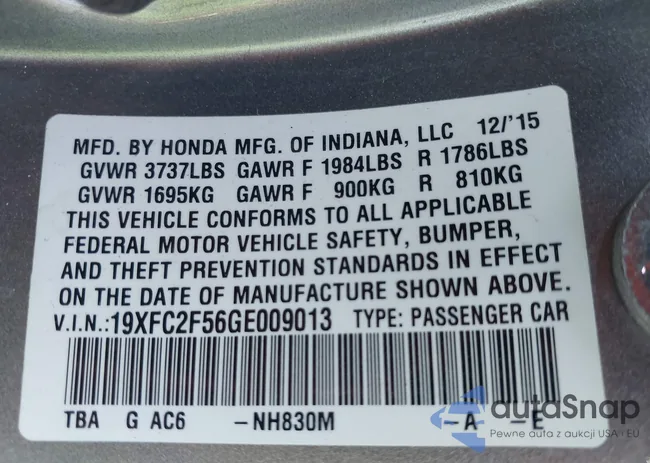 MFD. BY HONDA MFG. OF INDIANA, LLC 12/'15
GVWR 3737LBS GAWR F 1984LBS R 1786LBS
GVWR 1695KG GAWR F 900KG R 810KG
THIS VEHICLE CONFORMS TO ALL APPLICABLE
FEDERAL MOTOR VEHICLE SAFETY, BUMPER,
AND THEFT PREVENTION STANDARDS IN EFFECT
ON THE DATE OF MANUFACTURE SHOWN ABOVE.
V.I.N.:19XFC2F56GE009013 TYPE: PASSENGER CAR
TBA G AC6 -NH830M -A -E
autaSnap
Pewne auta z aukcji USA i EU